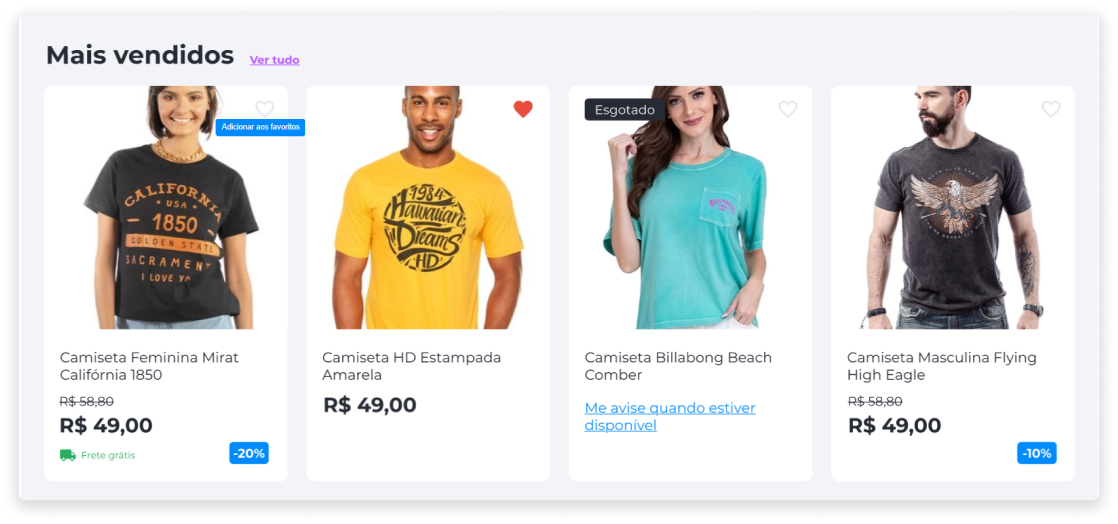 Mais vendidos Ver tudo
Adicionar aos favoritos
CALIFORNIA
• USA •
1850
GOLDEN STATE
SACRAMEN
I LOVE YO
Camiseta Feminina Mirat
Califórnia 1850
R$ 58,80
R$ 49,00
Frete grátis
-20%
1984
Hawaiian
Dreams
HD
Camiseta HD Estampada
Amarela
R$ 49,00
Esgotado
BILLABONG
Camiseta Billabong Beach
Comber
Me avise quando estiver
disponível
Camiseta Masculina Flying
High Eagle
R$ 58,80
R$ 49,00
-10%